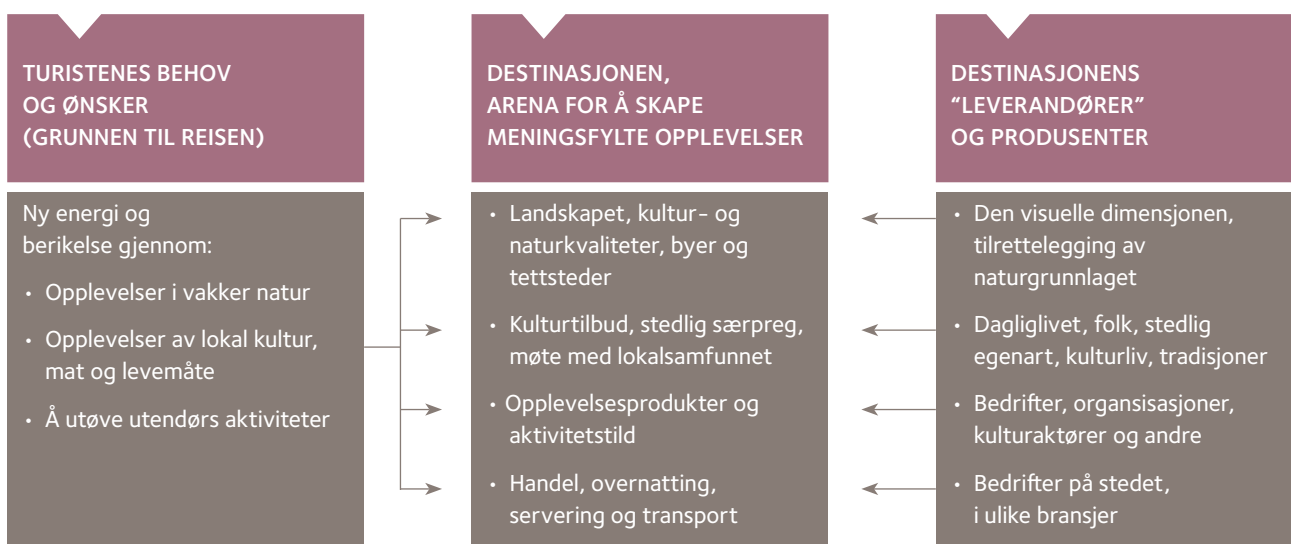 TURISTENES BEHOV
OG ØNSKER
(GRUNNEN TIL REISEN)
Ny energi og
berikelse gjennom:
• Opplevelser i vakker natur
• Opplevelser av lokal kultur,
mat og levemåte
• Å utøve utendørs aktiviteter
DESTINASJONEN,
ARENA FOR Å SKAPE
MENINGSFYLTE OPPLEVELSER
• Landskapet, kultur- og
naturkvaliteter, byer og
tettsteder
• Kulturtilbud, stedlig særpreg,
møte med lokalsamfunnet
• Opplevelsesprodukter og
aktivitetstild
• Handel, overnatting,
servering og transport
DESTINASJONENS
“LEVERANDØRER”
OG PRODUSENTER
• Den visuelle dimensjonen,
tilrettelegging av
naturgrunnlaget
• Dagliglivet, folk, stedlig
egenart, kulturliv, tradisjoner
• Bedrifter, organsisasjoner,
kulturaktører og andre
• Bedrifter på stedet,
i ulike bransjer